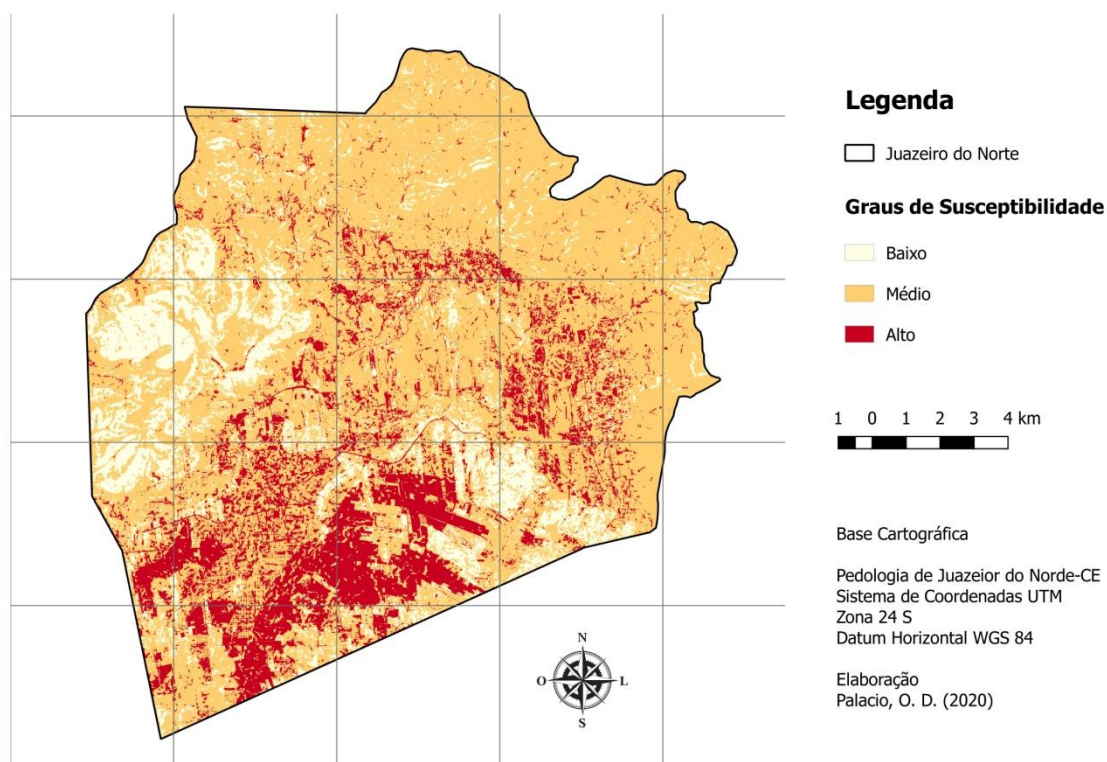 Legenda
Juazeiro do Norte
Graus de Susceptibilidade
Baixo
Médio
Alto
1 0 1 2 3 4 km
Base Cartográfica
Pedologia de Juazeior do Norde-CE
Sistema de Coordenadas UTM
Zona 24 S
Datum Horizontal WGS 84
Elaboração
Palacio, O. D. (2020)
N
O L
S